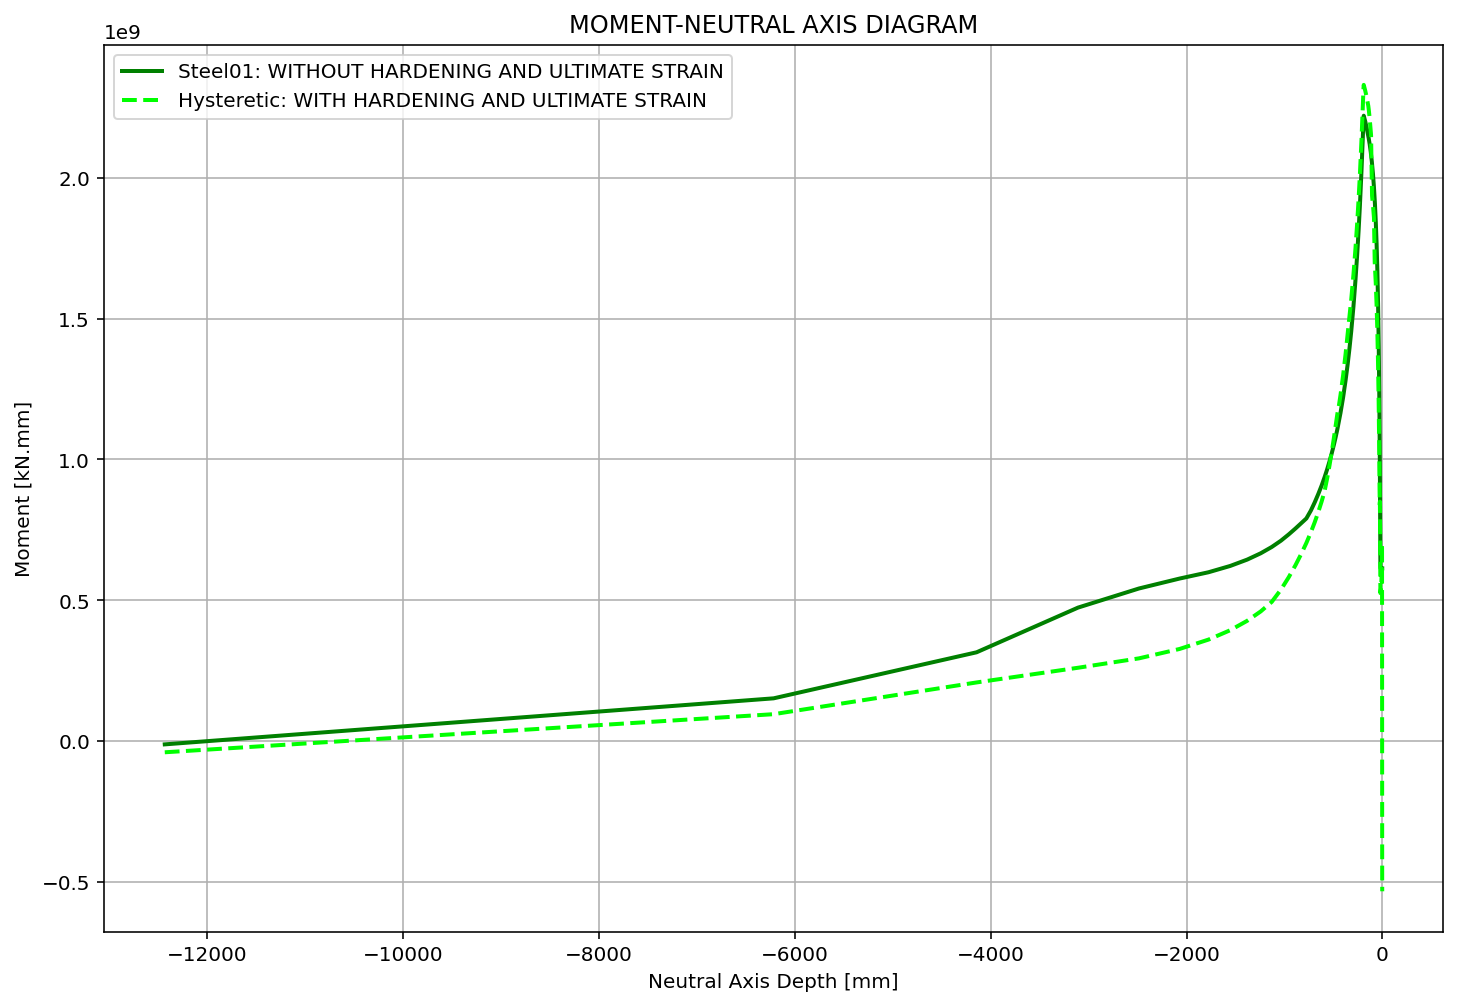 MOMENT-NEUTRAL AXIS DIAGRAM
1e9
Steel01: WITHOUT HARDENING AND ULTIMATE STRAIN
Hysteretic: WITH HARDENING AND ULTIMATE STRAIN
2.0
1.5
1.0
0.5
0.0
−0.5
Moment [kN.mm]
−12000 −10000 −8000 −6000 −4000 −2000 0
Neutral Axis Depth [mm]